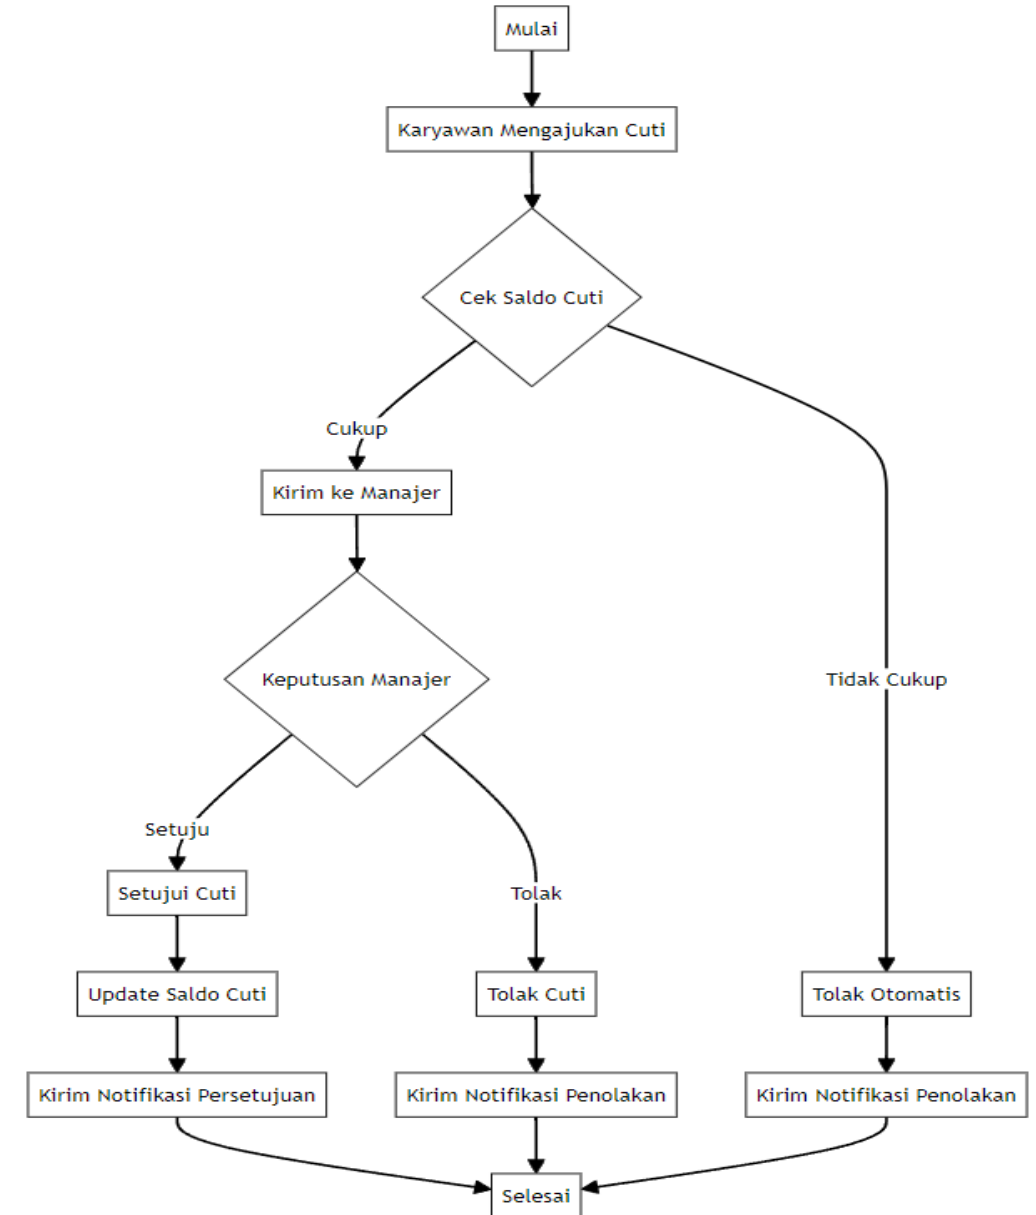 Mulai
Karyawan Mengajukan Cuti
Cek Saldo Cuti
Cukup
Kirim ke Manajer
Keputusan Manajer
Tidak Cukup
Setuju
Setujui Cuti
Tolak
Update Saldo Cuti
Tolak Cuti
Tolak Otomatis
Kirim Notifikasi Persetujuan
Kirim Notifikasi Penolakan
Kirim Notifikasi Penolakan
Selesai